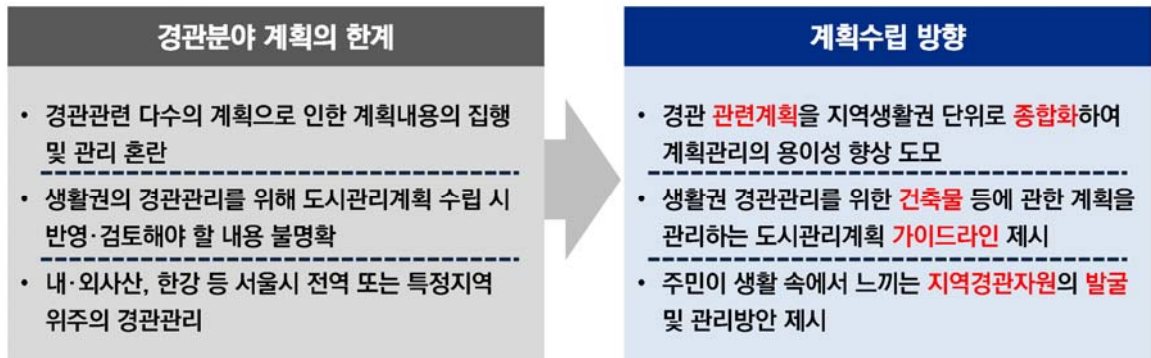 경관분야 계획의 한계
• 경관관련 다수의 계획으로 인한 계획내용의 집행
및 관리 혼란
• 생활권의 경관관리를 위해 도시관리계획 수립 시
반영·검토해야 할 내용 불명확
• 내·외사산, 한강 등 서울시 전역 또는 특정지역
위주의 경관관리
계획수립 방향
• 경관 관련계획을 지역생활권 단위로 종합화하여
계획관리의 용이성 향상 도모
• 생활권 경관관리를 위한 건축물 등에 관한 계획을
관리하는 도시관리계획 가이드라인 제시
• 주민이 생활 속에서 느끼는 지역경관자원의 발굴
및 관리방안 제시